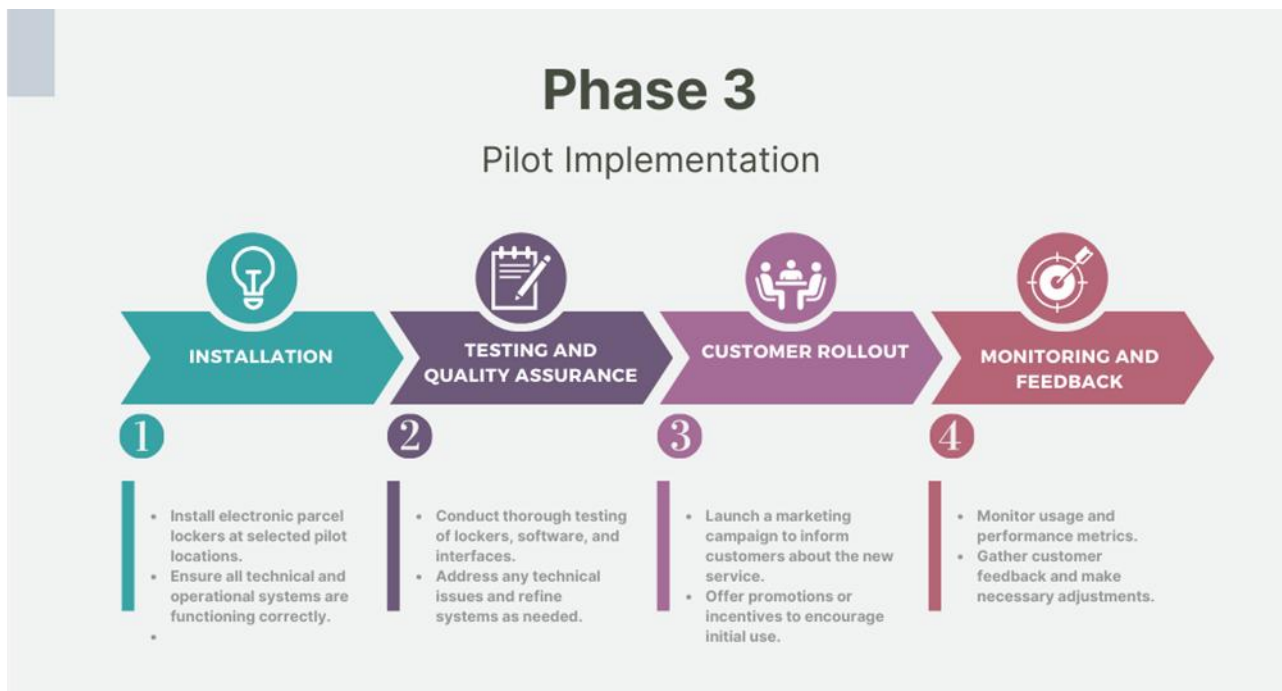 Phase 3
Pilot Implementation
INSTALLATION
TESTING AND
QUALITY ASSURANCE
CUSTOMER ROLLOUT
MONITORING AND
FEEDBACK
1
• Install electronic parcel
lockers at selected pilot
locations.
• Ensure all technical and
operational systems are
functioning correctly.
•
2
• Conduct thorough testing
of lockers, software, and
interfaces.
• Address any technical
issues and refine
systems as needed.
3
• Launch a marketing
campaign to inform
customers about the new
service.
• Offer promotions or
incentives to encourage
initial use.
4
• Monitor usage and
performance metrics.
• Gather customer
feedback and make
necessary adjustments.